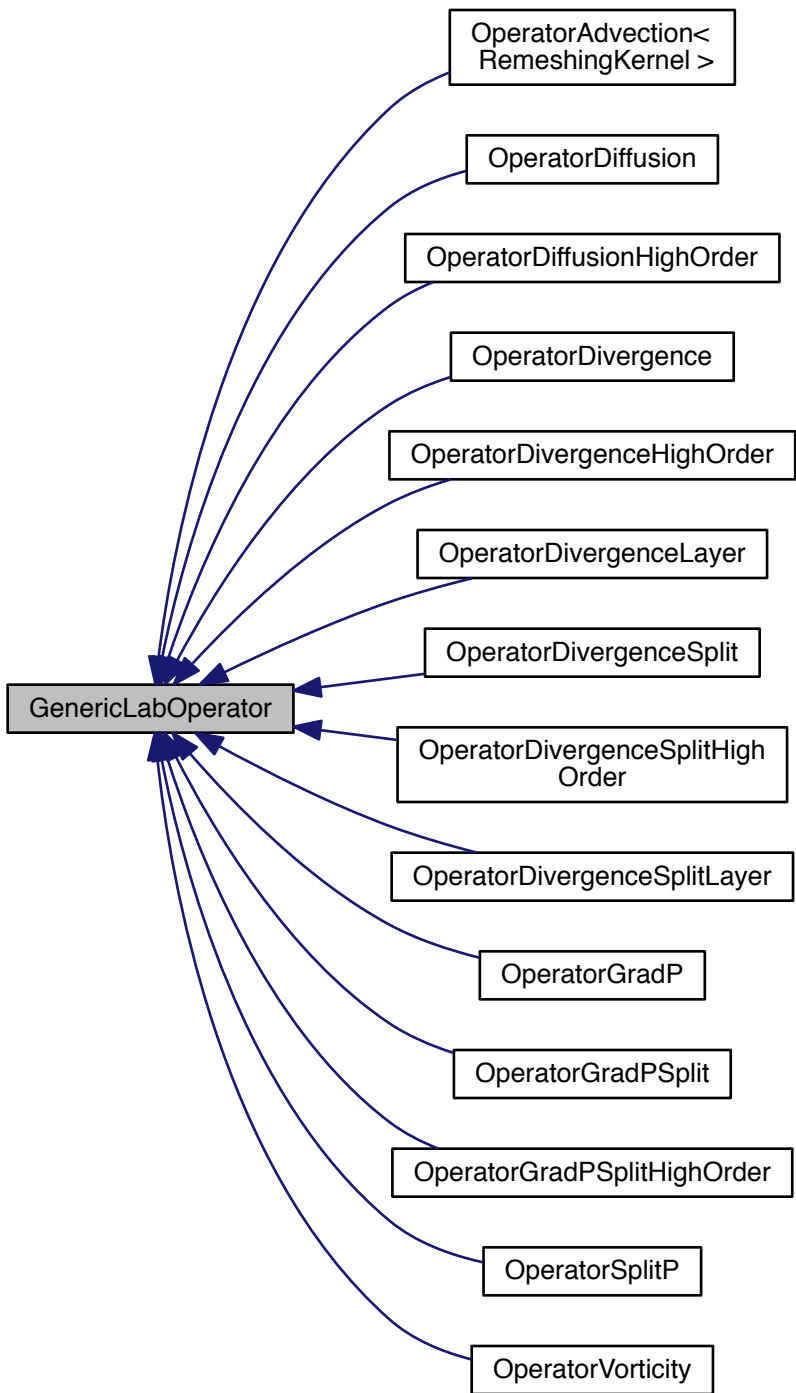 OperatorAdvection<
RemeshingKernel >
OperatorDiffusion
OperatorDiffusionHighOrder
OperatorDivergence
OperatorDivergenceHighOrder
OperatorDivergenceLayer
OperatorDivergenceSplit
GenericLabOperator
OperatorDivergenceSplitHigh
Order
OperatorDivergenceSplitLayer
OperatorGradP
OperatorGradPSplit
OperatorGradPSplitHighOrder
OperatorSplitP
OperatorVorticity